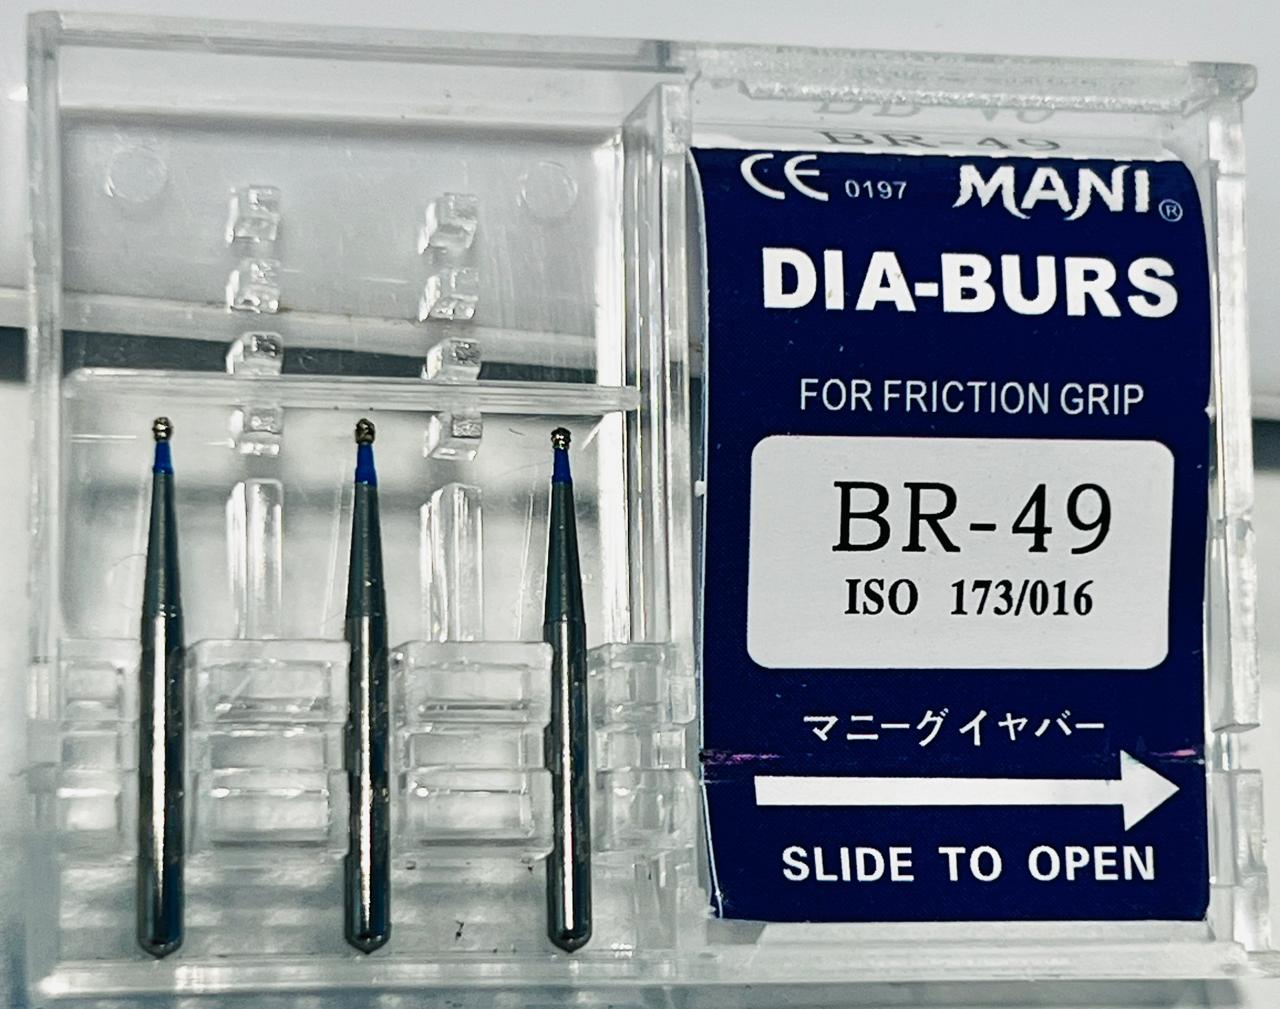 BR-49
CE 0197 MANI ®
DIA-BURS
FOR FRICTION GRIP
BR-49
ISO 173/016
マニーグイヤバー
SLIDE TO OPEN